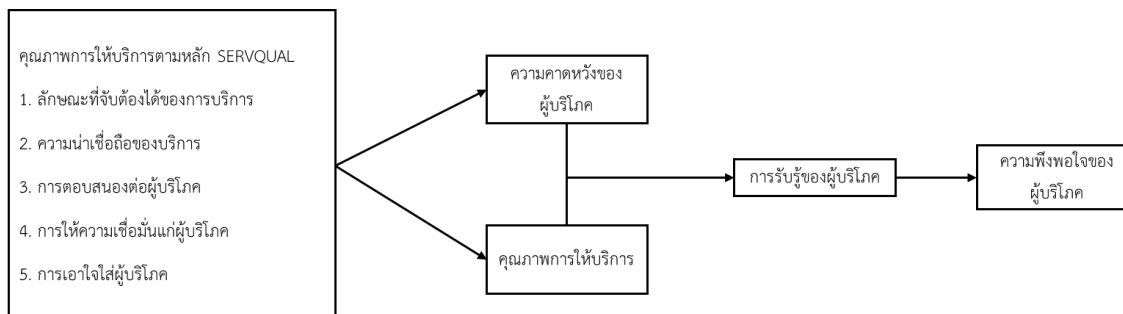 คุณภาพการให้บริการตามหลัก SERVQUAL
1. ลักษณะที่จับต้องได้ของการบริการ
2. ความน่าเชื่อถือของบริการ
3. การตอบสนองต่อผู้บริโภค
4. การให้ความเชื่อมั่นแก่ผู้บริโภค
5. การเอาใจใส่ผู้บริโภค
ความคาดหวังของ
ผู้บริโภค
คุณภาพการให้บริการ
การรับรู้ของผู้บริโภค
ความพึงพอใจของ
ผู้บริโภค